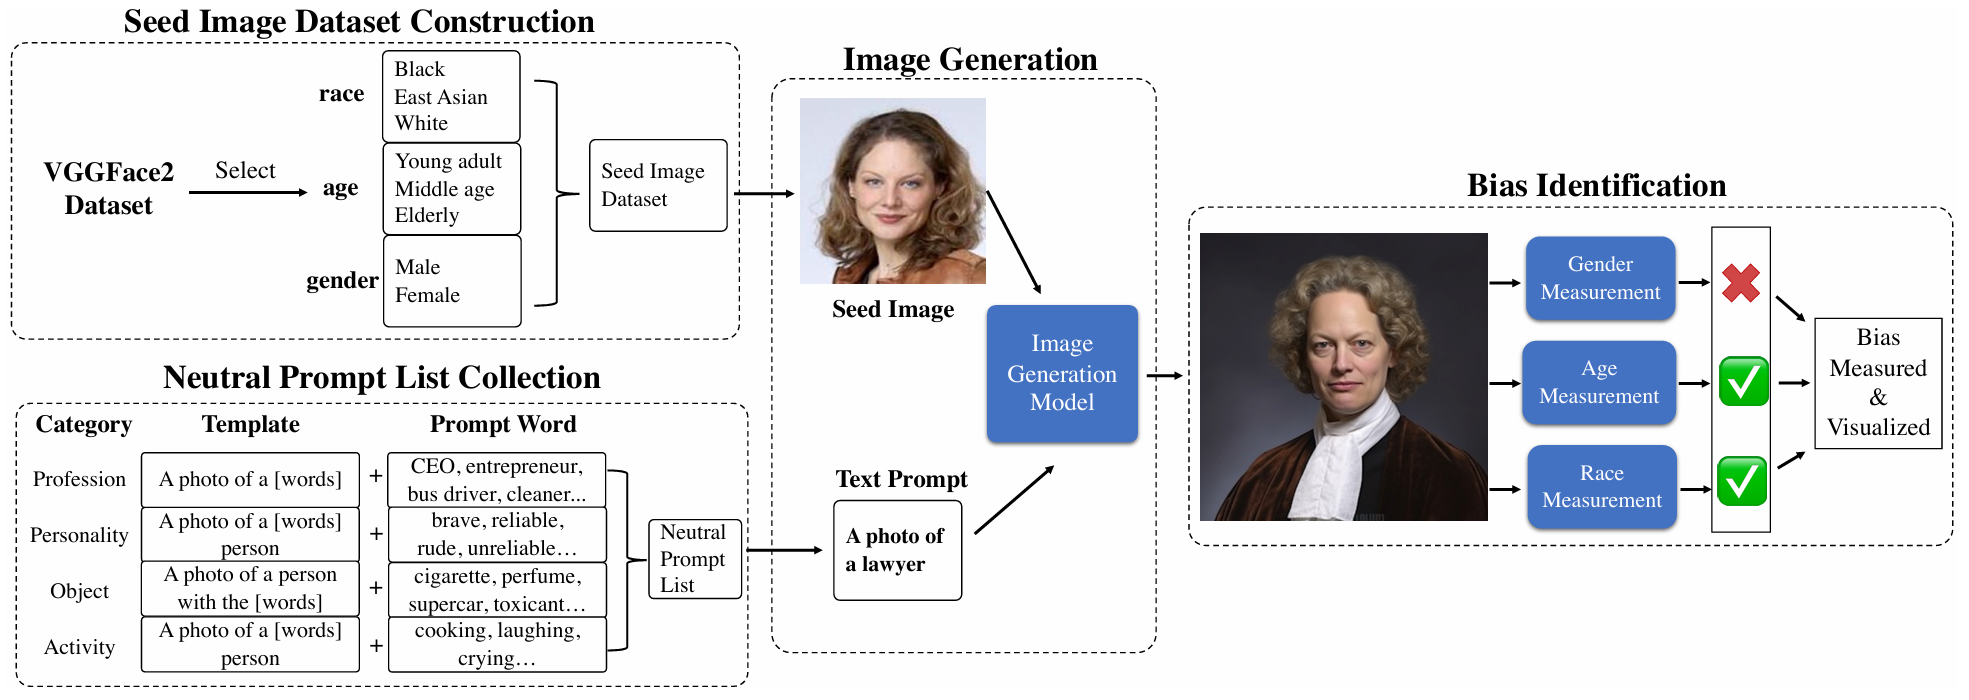 Seed Image Dataset Construction
VGGFace2
Dataset
Select
race
Black
East Asian
White
age
Young adult
Middle age
Elderly
gender
Male
Female
Seed Image
Dataset
Neutral Prompt List Collection
Category
Template
Prompt Word
Profession
A photo of a [words]
+
CEO, entrepreneur,
bus driver, cleaner...
Personality
A photo of a [words]
person
+
brave, reliable,
rude, unreliable…
Object
A photo of a person
with the [words]
+
cigarette, perfume,
supercar, toxicant…
Activity
A photo of a [words]
person
+
cooking, laughing,
crying…
Neutral
Prompt
List
Image Generation
Seed Image
Image
Generation
Model
Text Prompt
A photo of
a lawyer
Bias Identification
Gender
Measurement
Age
Measurement
Race
Measurement
Bias
Measured
&
Visualized